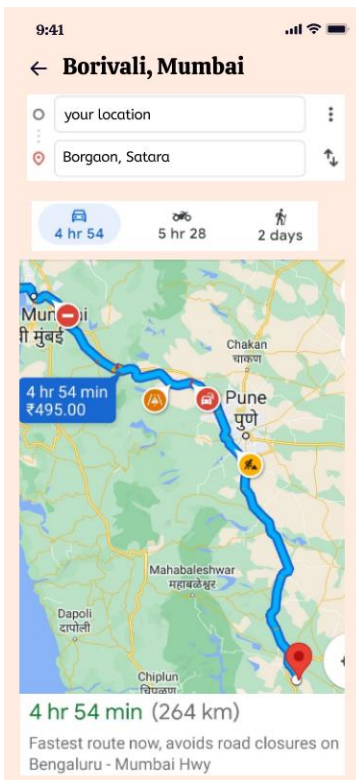 9:41
← Borivali, Mumbai
your location
Borgaon, Satara
4 hr 54
5 hr 28
2 days
Chakan
चाकण
4 hr 54 min
₹495.00
Pune
पुणे
Mahabaleshwar
महाबळेश्वर
Dapoli
दापोली
Chiplun
4 hr 54 min (264 km)
Fastest route now, avoids road closures on
Bengaluru - Mumbai Hwy